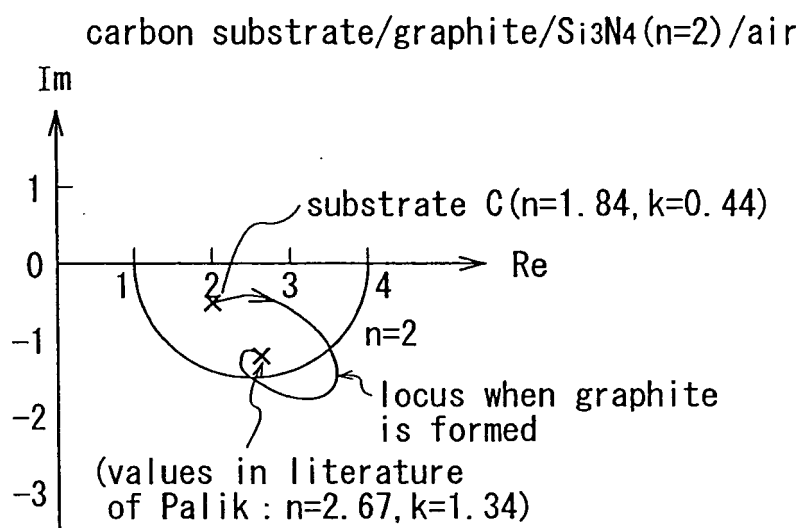 carbon substrate/graphite/Si3N4(n=2)/air
Im
1
substrate C(n=1.84, k=0.44)
0
1
2
3
4
Re
-1
n=2
-2
locus when graphite
is formed
-3
(values in literature
of Palik : n=2.67, k=1.34)